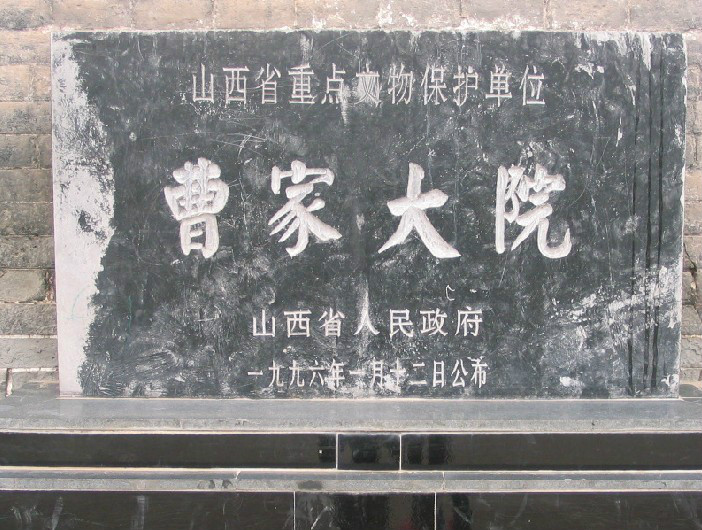 山西省重点文物保护单位
曹家大院
山西省人民政府
一九九六年一月十二日公布